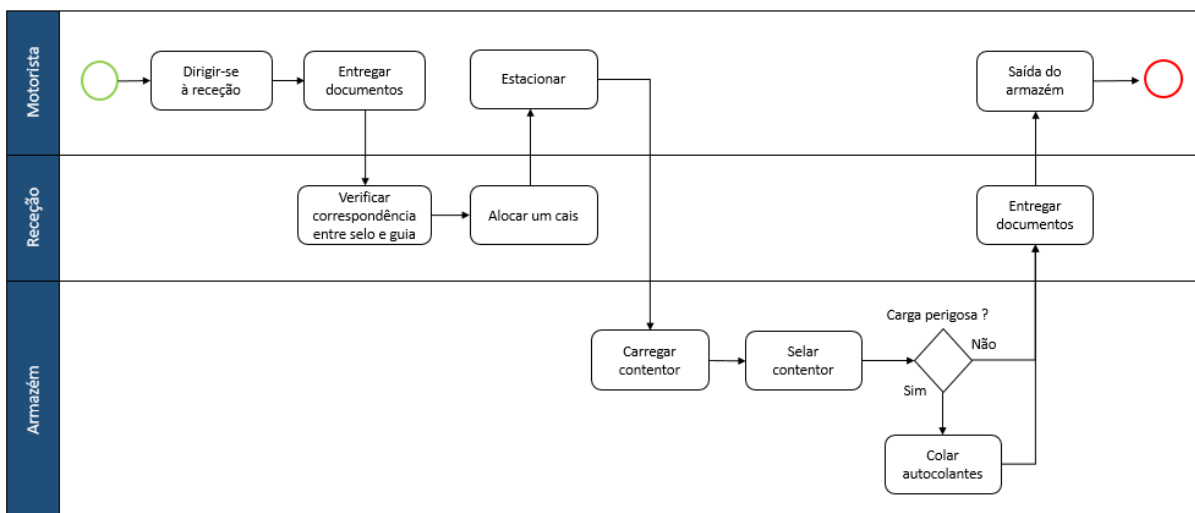 Motorista
Dirigir-se
à receção
Entregar
documentos
Estacionar
Saída do
armazém
Receção
Verificar
correspondência
entre selo e guia
Alocar um cais
Entregar
documentos
Armazém
Carregar
contentor
Selar
contentor
Carga perigosa ?
Não
Sim
Colar
autocolantes